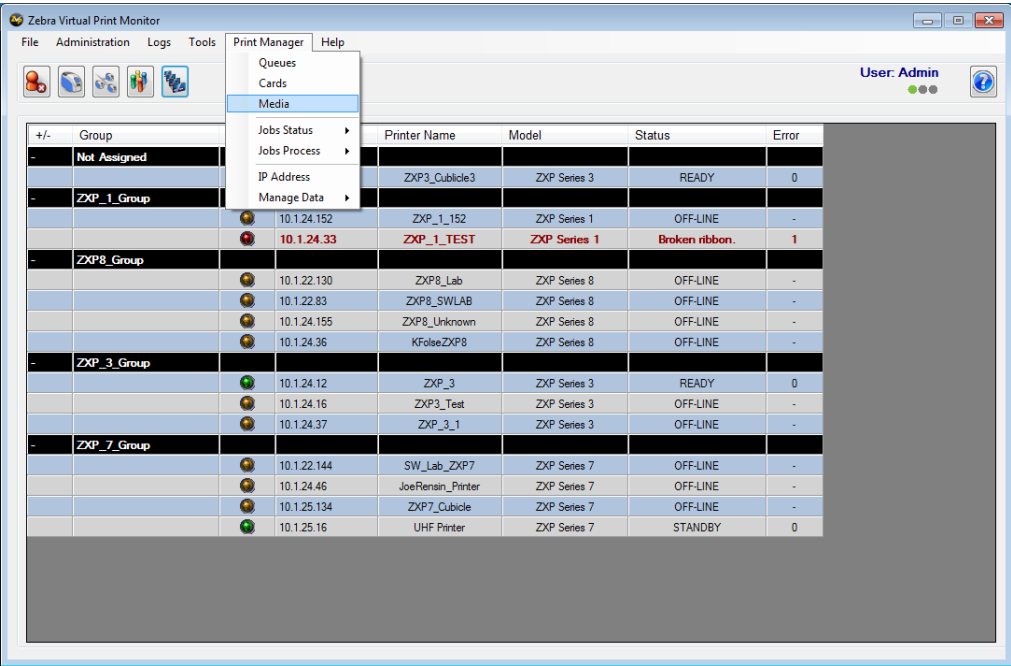 Zebra Virtual Print Monitor
File Administration Logs Tools Print Manager Help
Queues
Cards
Media
Jobs Status
Jobs Process
IP Address
Manage Data
User: Admin
+/- Group Printer Name Model Status Error
- Not Assigned
ZXP3_Cublicle3 ZXP Series 3 READY 0
- ZXP_1_Group
10.1.24.152 ZXP_1_152 ZXP Series 1 OFF-LINE -
10.1.24.33 ZXP_1_TEST ZXP Series 1 Broken ribbon. 1
- ZXP8_Group
10.1.22.130 ZXP8_Lab ZXP Series 8 OFF-LINE -
10.1.22.83 ZXP8_SWLAB ZXP Series 8 OFF-LINE -
10.1.24.155 ZXP8_Unknown ZXP Series 8 OFF-LINE -
10.1.24.36 KFolseZXP8 ZXP Series 8 OFF-LINE -
- ZXP_3_Group
10.1.24.12 ZXP_3 ZXP Series 3 READY 0
10.1.24.16 ZXP3_Test ZXP Series 3 OFF-LINE -
10.1.24.37 ZXP_3_1 ZXP Series 3 OFF-LINE -
- ZXP_7_Group
10.1.22.144 SW_Lab_ZXP7 ZXP Series 7 OFF-LINE -
10.1.24.46 JoeRensin_Printer ZXP Series 7 OFF-LINE -
10.1.25.134 ZXP7_Cubicle ZXP Series 7 OFF-LINE -
10.1.25.16 UHF Printer ZXP Series 7 STANDBY 0